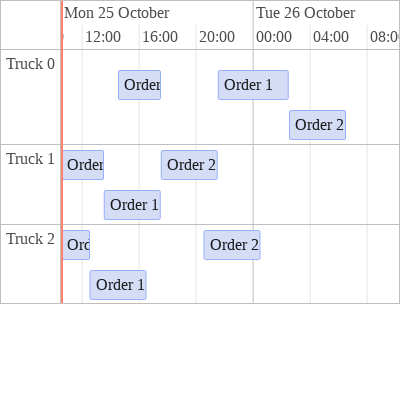 Mon 25 October
Tue 26 October
12:00
16:00
20:00
00:00
04:00
08:0
Truck 0
Order
Order 1
Order 2
Truck 1
Order
Order 2
Order 1
Truck 2
Ord
Order 2
Order 1